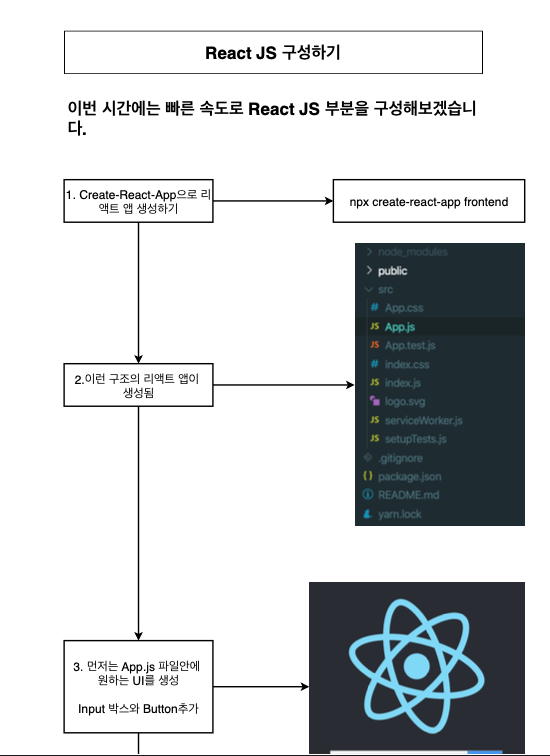 React JS 구성하기
이번 시간에는 빠른 속도로 React JS 부분을 구성해보겠습니
다.
1. Create-React-App으로 리
액트 앱 생성하기
npx create-react-app frontend
node_modules
public
src
App.css
App.js
App.test.js
index.css
index.js
logo.svg
serviceWorker.js
setupTests.js
.gitignore
package.json
README.md
yarn.lock
2.이런 구조의 리액트 앱이
생성됨
3. 먼저는 App.js 파일안에
원하는 UI를 생성
Input 박스와 Button추가